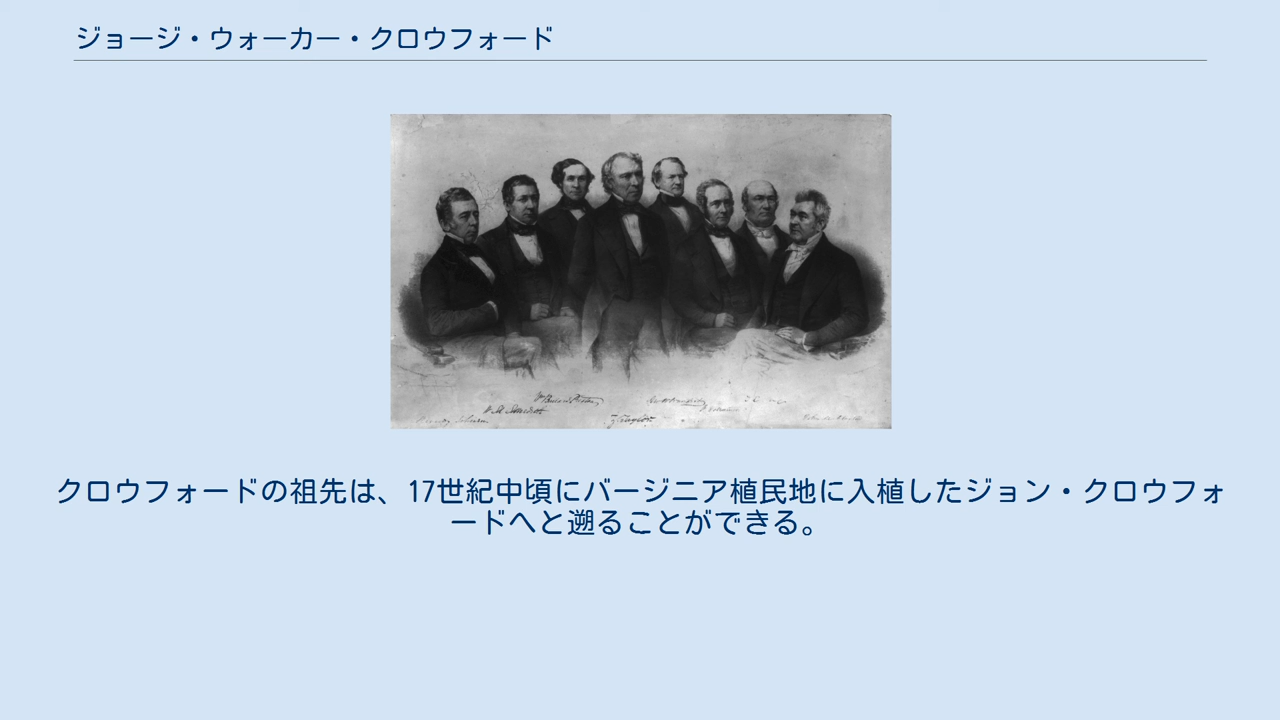 ジョージ・ウォーカー・クロウフォード
クロウフォードの祖先は、17世紀中頃にバージニア植民地に入植したジョン・クロウフォ
ードへと遡ることができる。